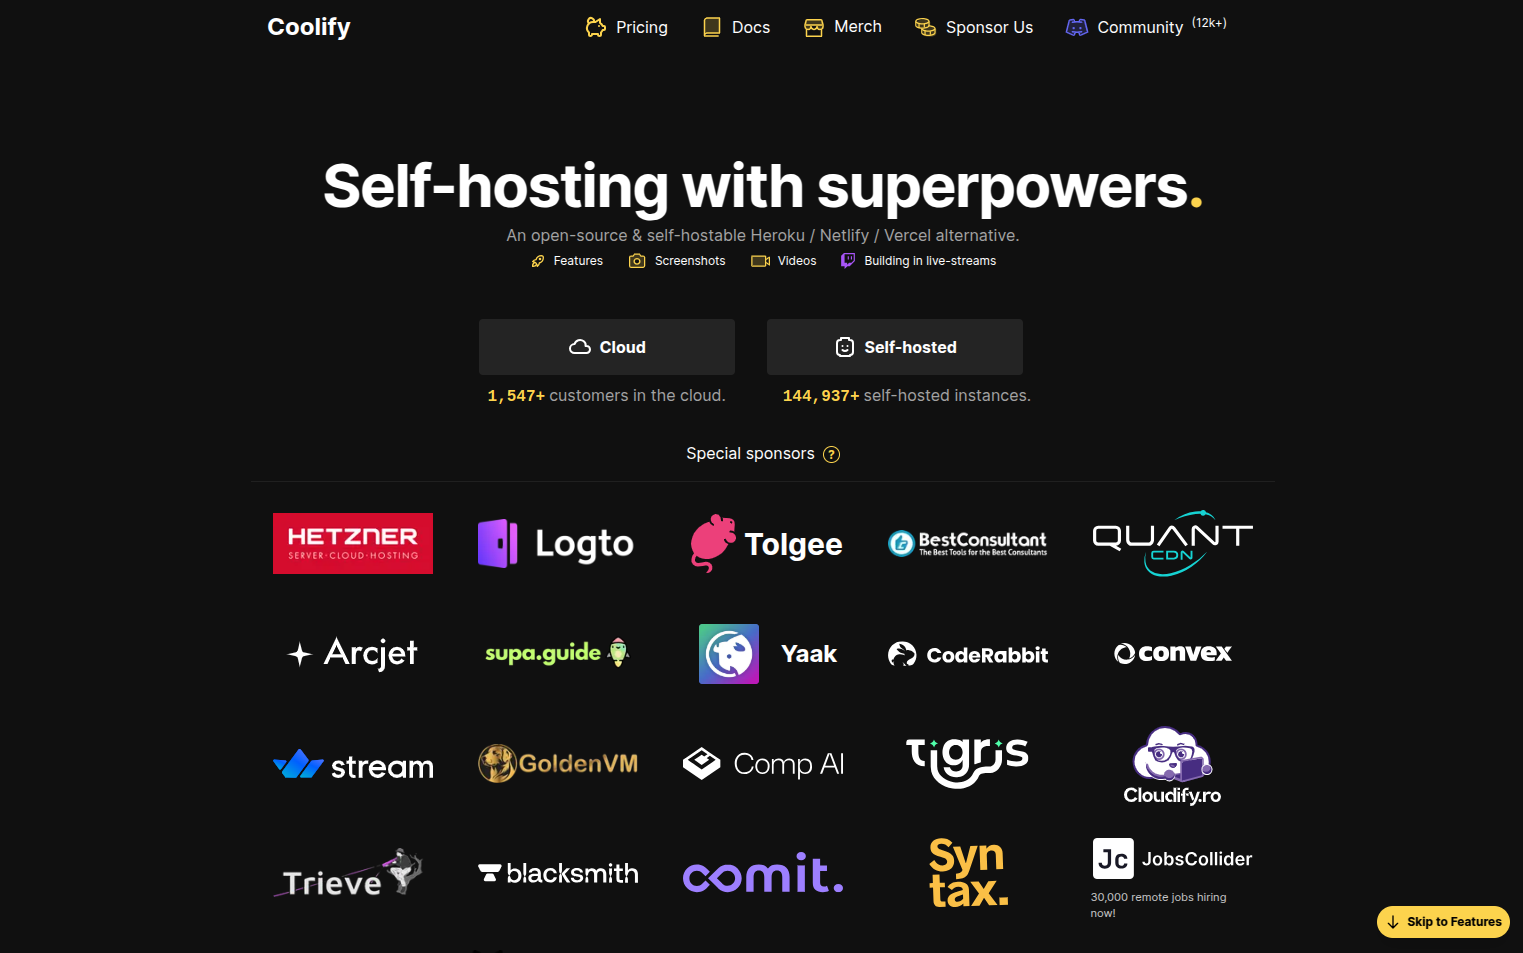 Coolify
Pricing
Docs
Merch
Sponsor Us
Community (12k+)
Self-hosting with superpowers.
An open-source & self-hostable Heroku / Netlify / Vercel alternative.
Features
Screenshots
Videos
Building in live-streams
Cloud
Self-hosted
1,547+ customers in the cloud.
144,937+ self-hosted instances.
Special sponsors ?
HETZNER
SERVER·CLOUD·HOSTING
Logto
Tolgee
BestConsultant
The Best Tools for the Best Consultants
QUANT
CDN
Arcjet
supa.guide
Yaak
CodeRabbit
convex
stream
GoldenVM
Comp AI
tigris
Cloudify.ro
Trieve
blacksmith
comit.
Syn
tax.
Jc JobsCollider
30,000 remote jobs hiring
now!
Skip to Features